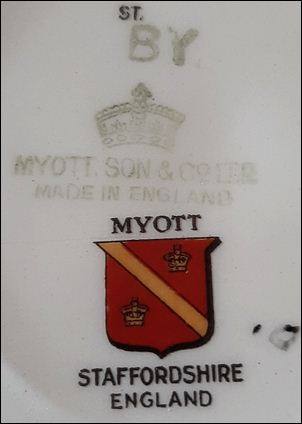 ST.
BY
MYOTT, SON & CO LTD
MADE IN ENGLAND
MYOTT
STAFFORDSHIRE
ENGLAND